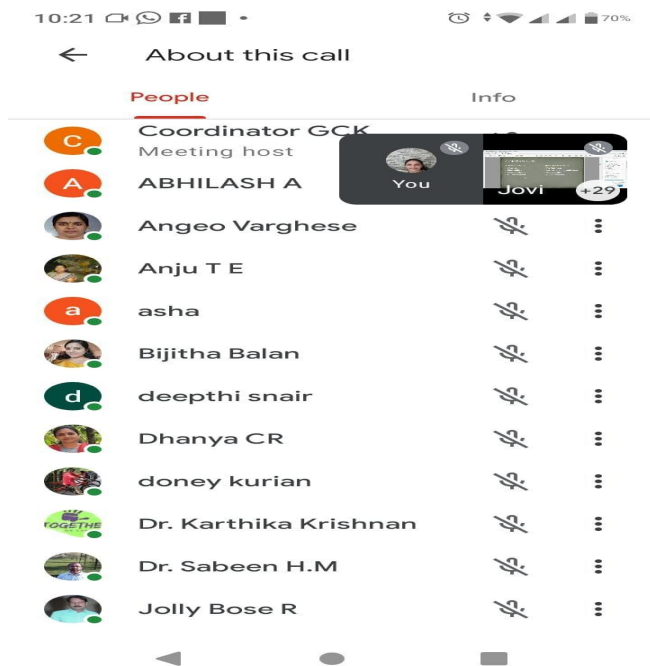 10:21
70%
About this call
People Info
C Coordinator GCK
Meeting host
A ABHILASH A
You Jovi +29
Angeo Varghese
Anju T E
a asha
Bijitha Balan
d deepthi snair
Dhanya CR
doney kurian
TOGETHE Dr. Karthika Krishnan
Dr. Sabeen H.M
Jolly Bose R